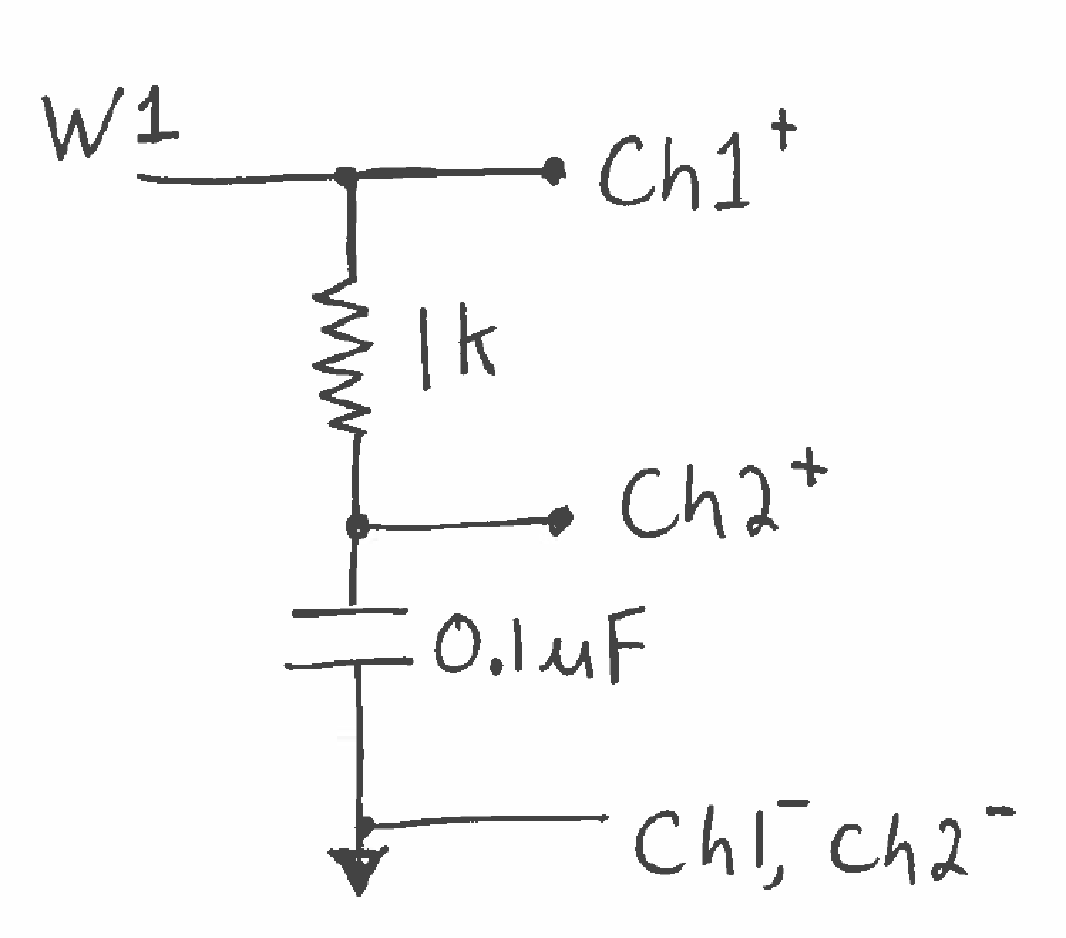 W1
Ch1+
1k
Ch2+
0.1uF
Ch1-, Ch2-